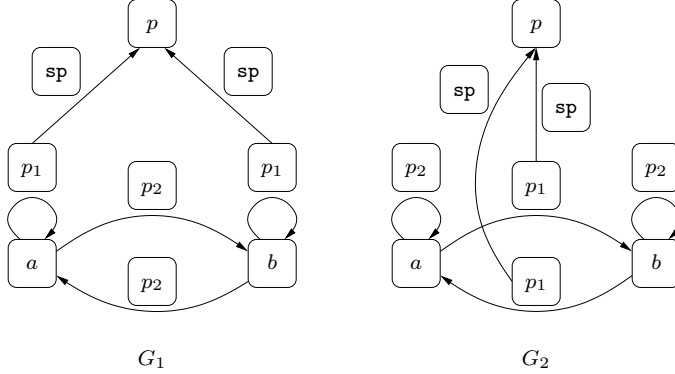 p p
sp sp sp sp
p₁ p₂ p₁ p₂ p₁ p₂
a p₂ b a p₁ b
G₁ G₂